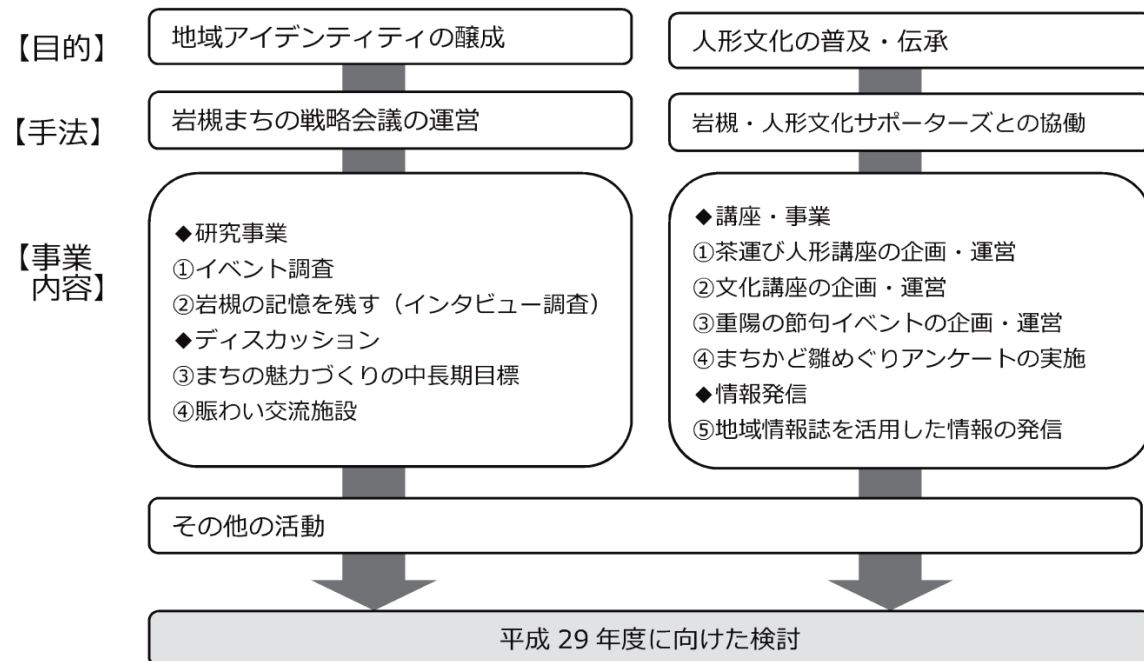 【目的】
地域アイデンティティの醸成
人形文化の普及・伝承
【手法】
岩槻まちの戦略会議の運営
岩槻・人形文化サポーターズとの協働
【事業
内容】
◆研究事業
①イベント調査
②岩槻の記憶を残す（インタビュー調査）
◆ディスカッション
③まちの魅力づくりの中長期目標
④賑わい交流施設
◆講座・事業
①茶運び人形講座の企画・運営
②文化講座の企画・運営
③重陽の節句イベントの企画・運営
④まちかど雛めぐりアンケートの実施
◆情報発信
⑤地域情報誌を活用した情報の発信
その他の活動
平成 29 年度に向けた検討